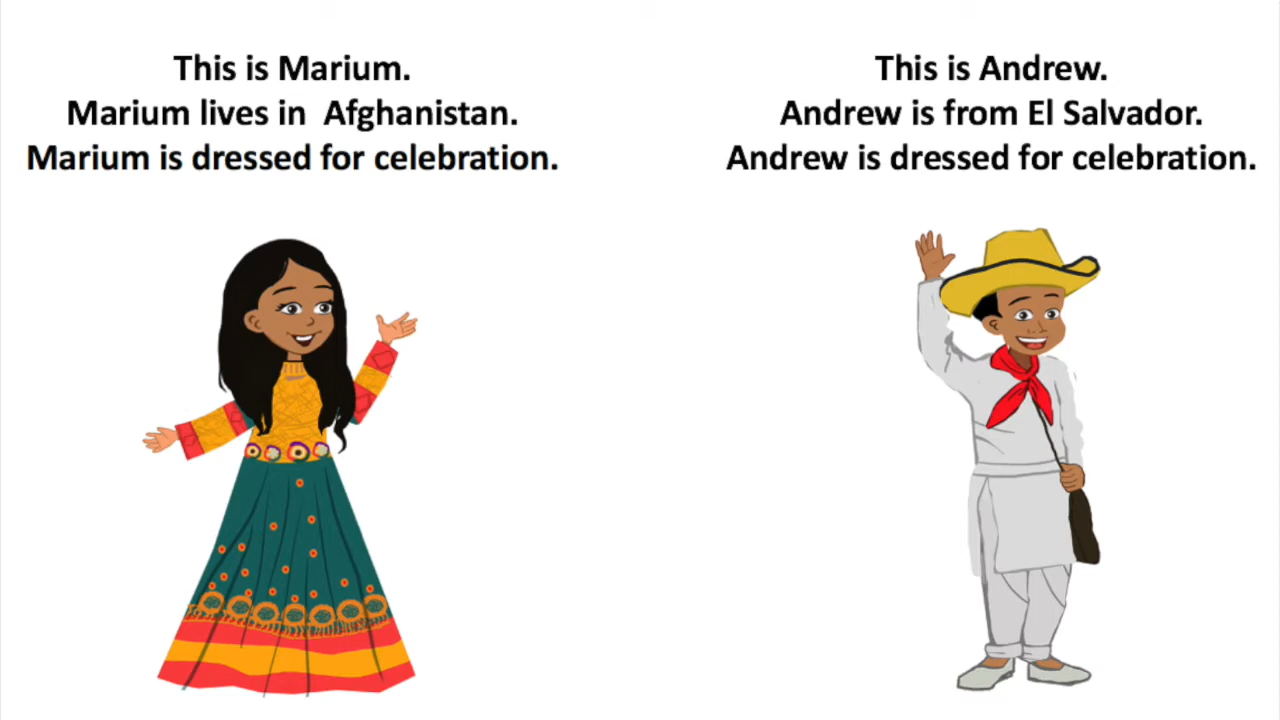 This is Marium.
Marium lives in  Afghanistan.
Marium is dressed for celebration.
This is Andrew.
Andrew is from El Salvador.
Andrew is dressed for celebration.